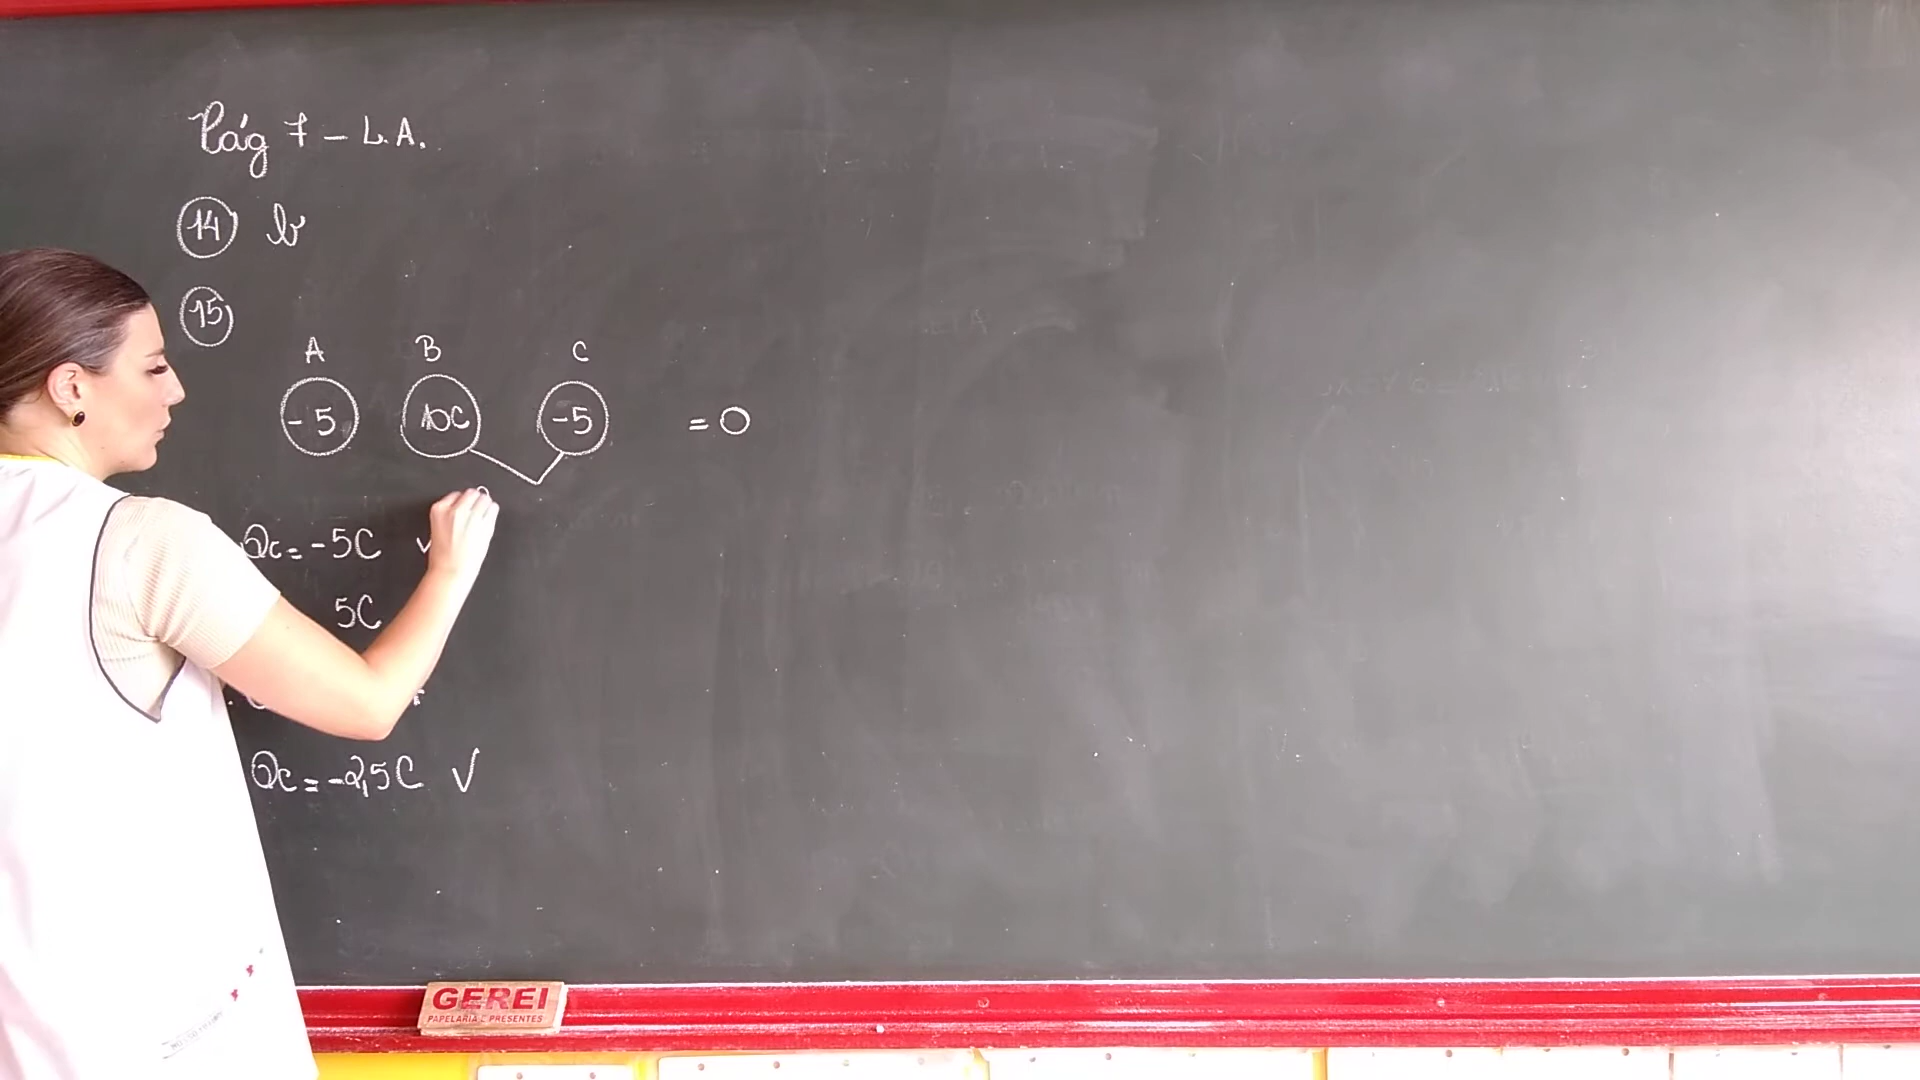 Pág 7 - L.A.
14 b
15
A B C
-5 10C -5 = 0
Qc = -5C
5C
Qc = -2,5C ✓
GEREI
PAPELARIA E PRESENTES